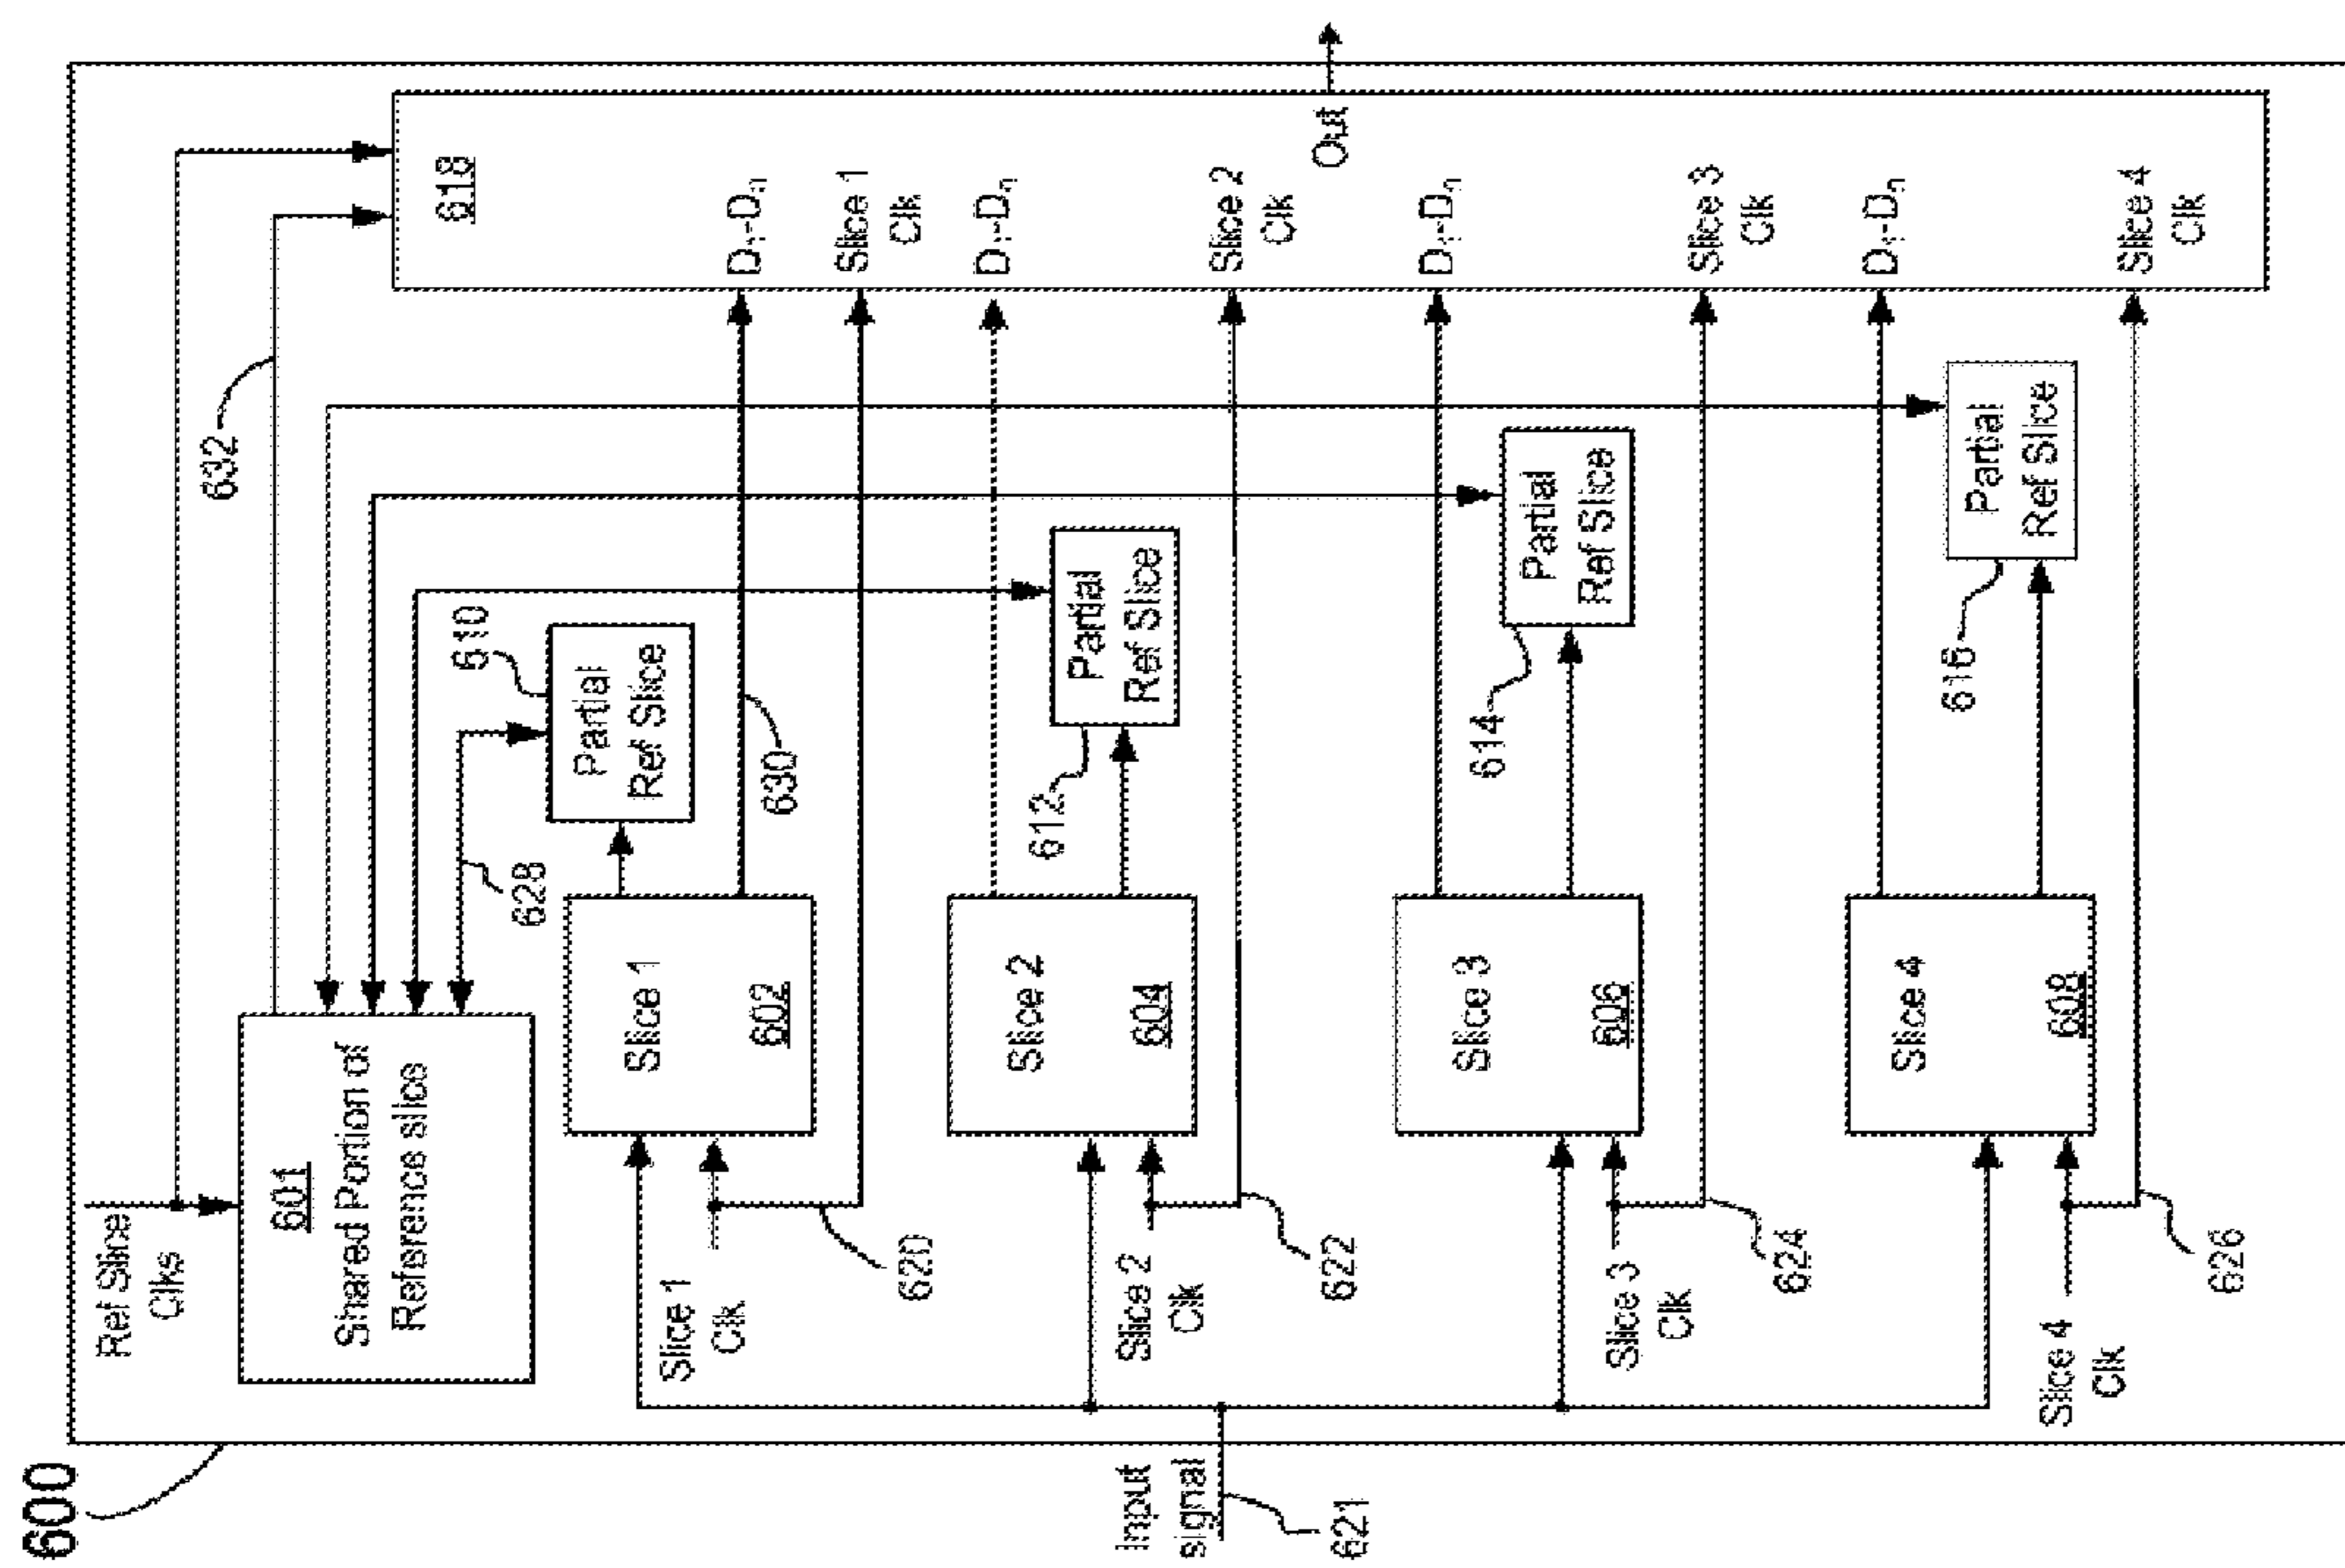 600
Ref Slice
Clks
601
Shared Portion of
Reference slice
632
618
628
610
Partial
Ref Slice
Slice 1
602
630
D1-Dn
Slice 1
Clk
Slice 1
Clk
620
Slice 2
604
612
Partial
Ref Slice
D1-Dn
Slice 2
Clk
Slice 2
Clk
622
Input
signal
621
Out
Slice 3
606
614
Partial
Ref Slice
D1-Dn
Slice 3
Clk
Slice 3
Clk
624
Slice 4
608
616
Partial
Ref Slice
D1-Dn
Slice 4
Clk
Slice 4
Clk
626